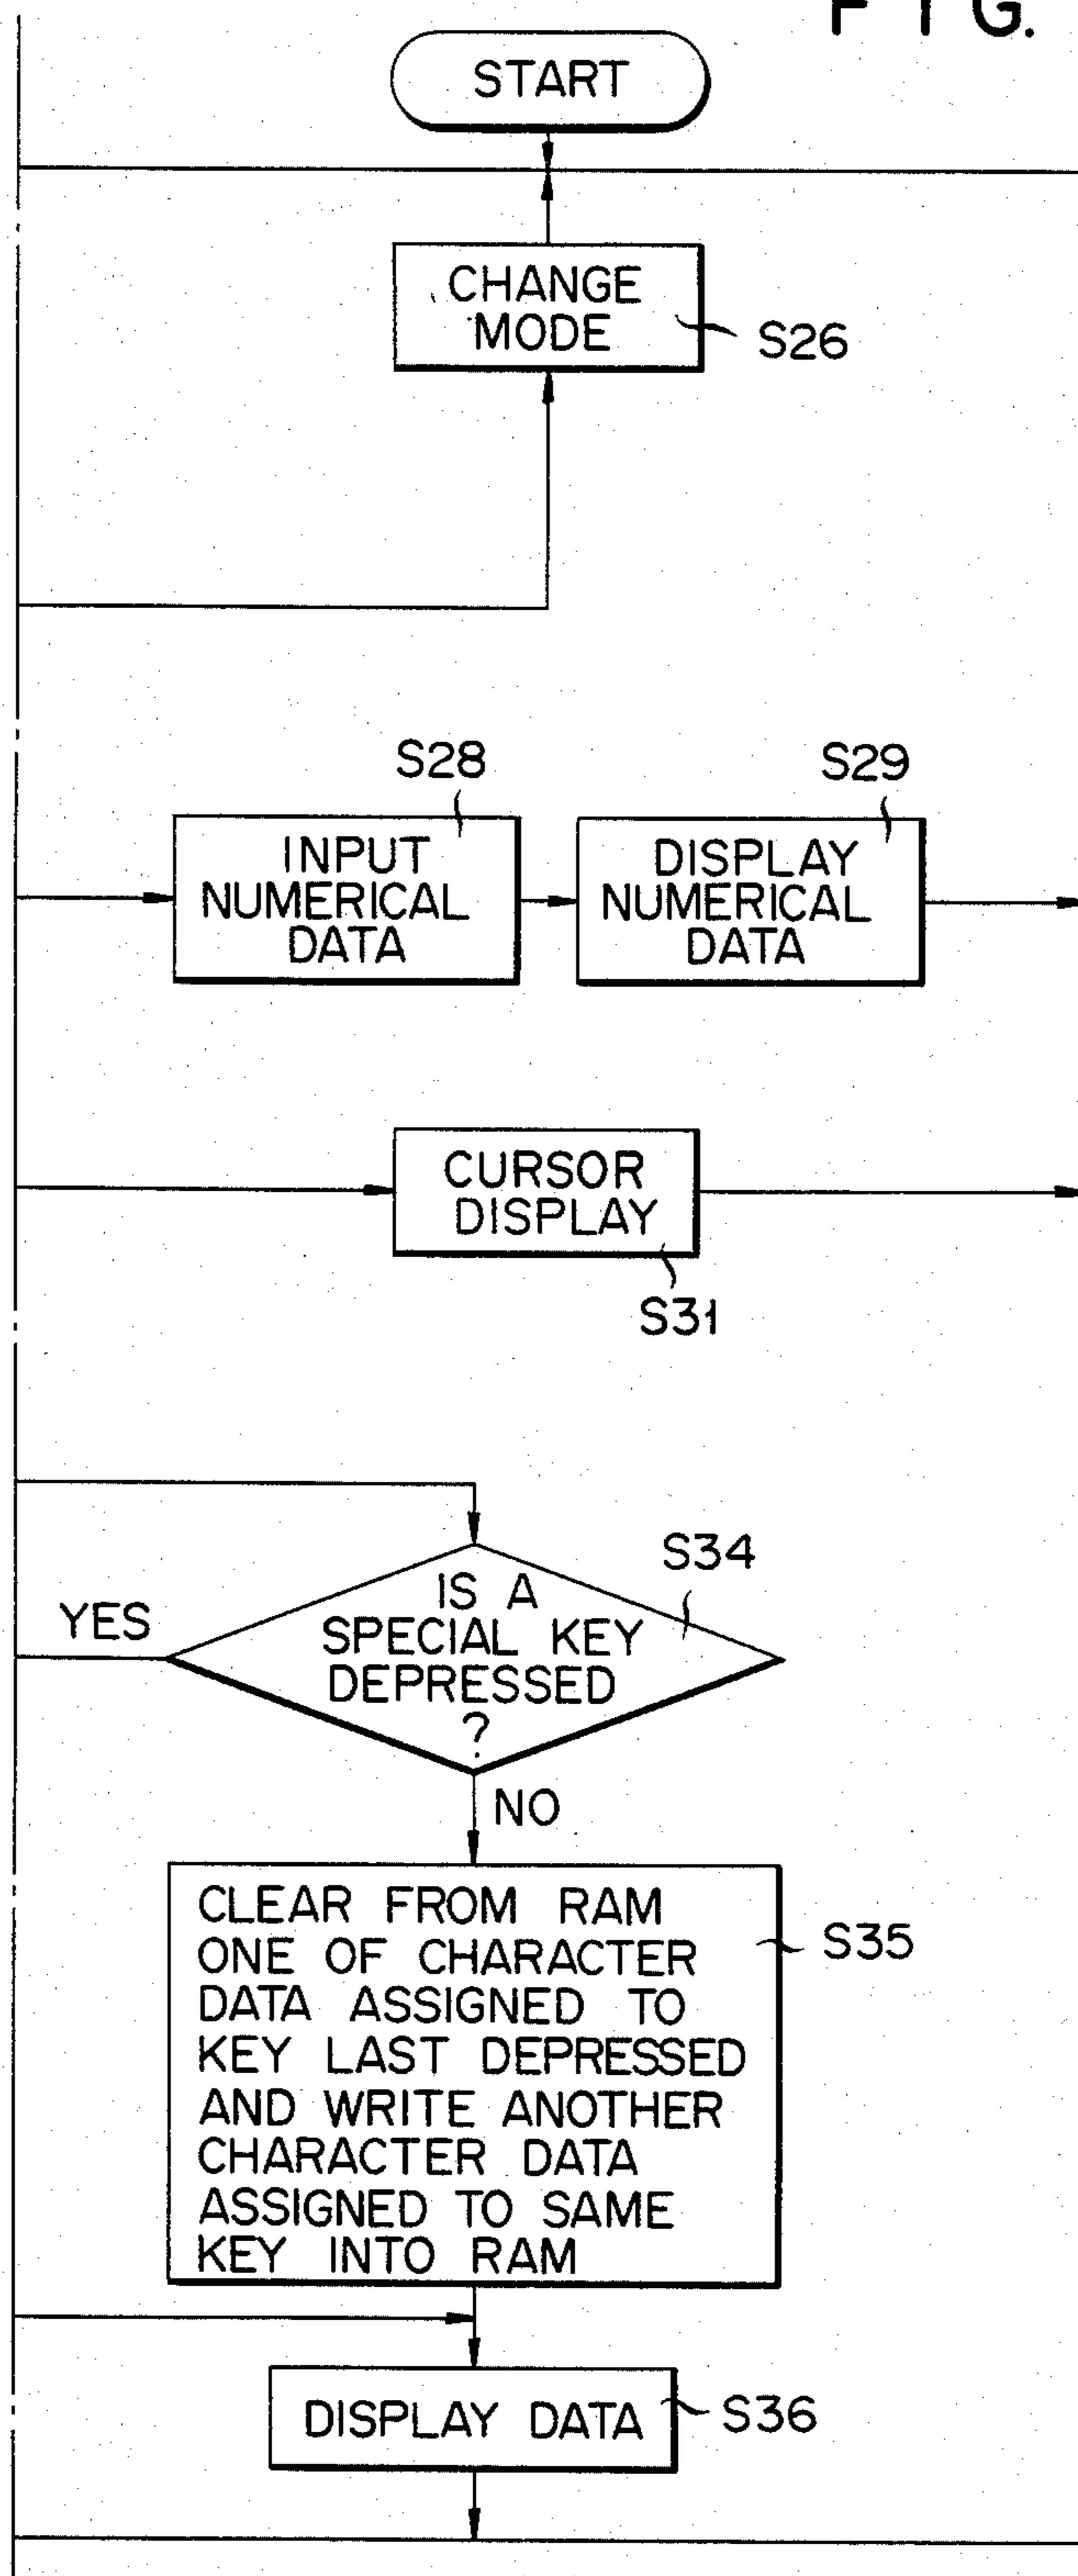 FIG.
START
CHANGE
MODE
S26
S28
S29
INPUT
NUMERICAL
DATA
DISPLAY
NUMERICAL
DATA
CURSOR
DISPLAY
S31
S34
IS A
SPECIAL KEY
DEPRESSED
?
YES
NO
CLEAR FROM RAM
ONE OF CHARACTER
DATA ASSIGNED TO
KEY LAST DEPRESSED
AND WRITE ANOTHER
CHARACTER DATA
ASSIGNED TO SAME
KEY INTO RAM
S35
DISPLAY DATA
S36